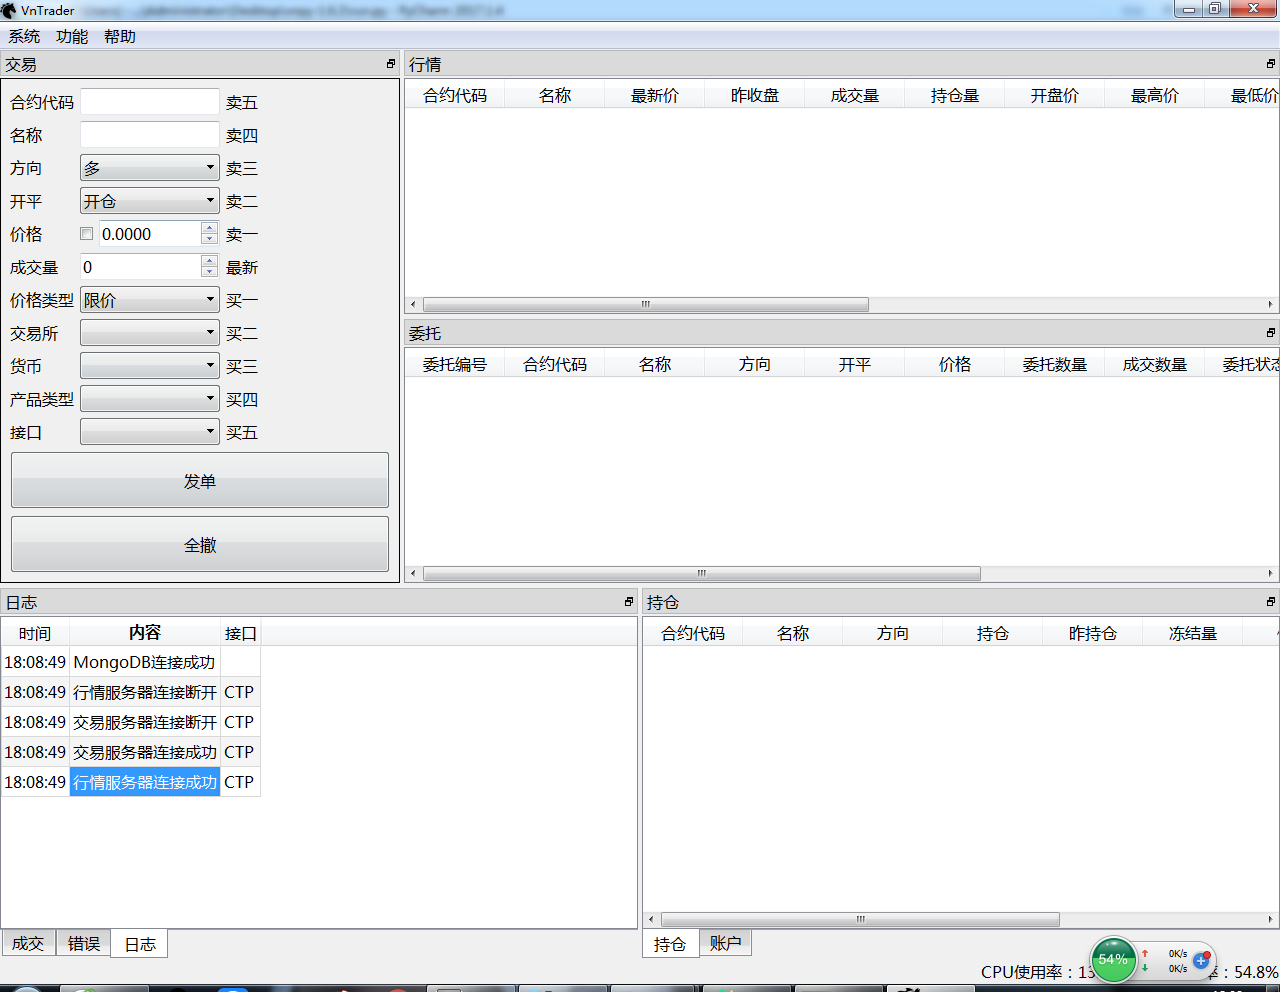 VnTrader
系统 功能 帮助
交易
合约代码 卖五
名称 卖四
方向 多 卖三
开平 开仓 卖二
价格 0.0000 卖一
成交量 0 最新
价格类型 限价 买一
交易所 买二
货币 买三
产品类型 买四
接口 买五
发单
全撤
行情
合约代码 名称 最新价 昨收盘 成交量 持仓量 开盘价 最高价 最低价
委托
委托编号 合约代码 名称 方向 开平 价格 委托数量 成交数量 委托状态
日志
时间 内容 接口
18:08:49 MongoDB连接成功
18:08:49 行情服务器连接断开 CTP
18:08:49 交易服务器连接断开 CTP
18:08:49 交易服务器连接成功 CTP
18:08:49 行情服务器连接成功 CTP
成交 错误 日志
持仓
合约代码 名称 方向 持仓 昨持仓 冻结量
持仓 账户
54% 0K/s
0K/s
CPU使用率：13 率：54.8%